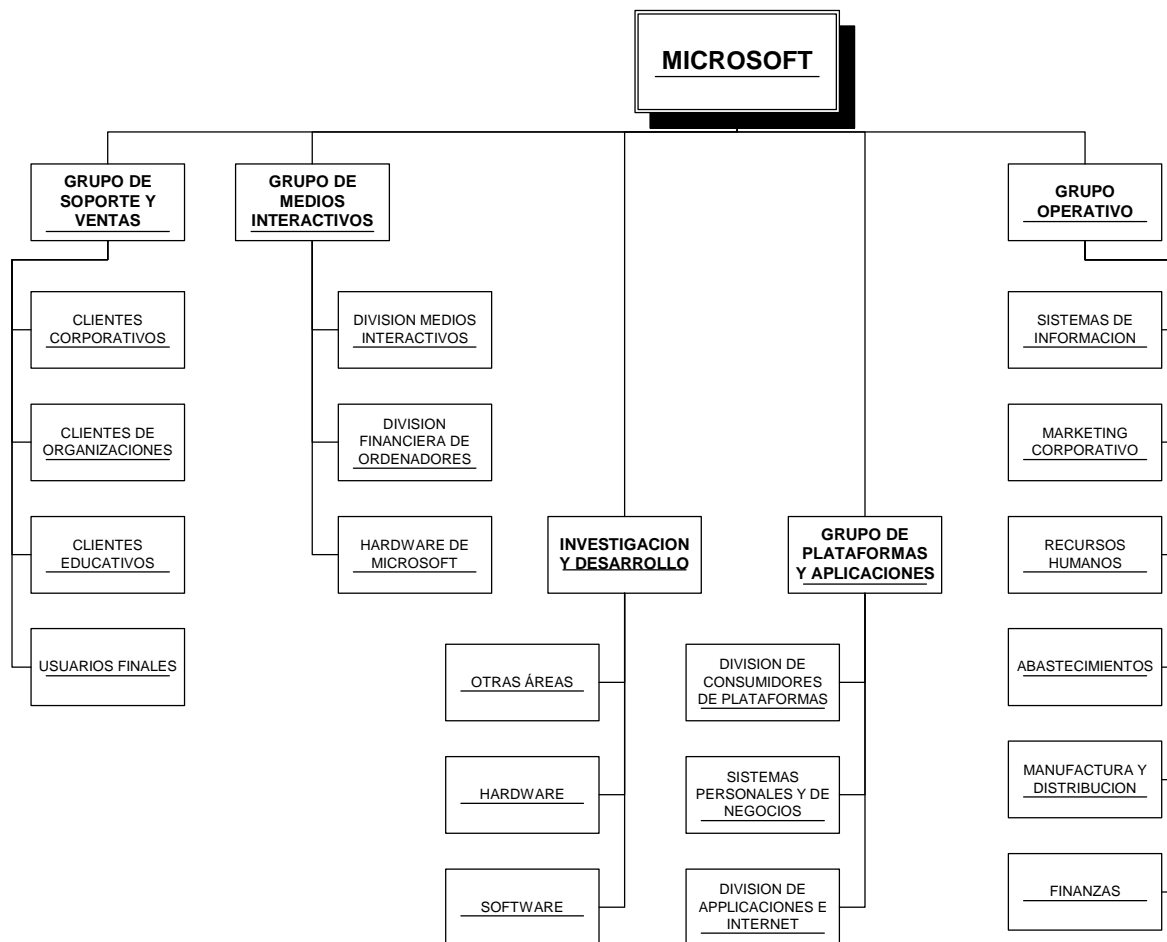 MICROSOFT
GRUPO DE
SOPORTE Y
VENTAS
GRUPO DE
MEDIOS
INTERACTIVOS
GRUPO
OPERATIVO
CLIENTES
CORPORATIVOS
DIVISION MEDIOS
INTERACTIVOS
SISTEMAS DE
INFORMACION
CLIENTES DE
ORGANIZACIONES
DIVISION
FINANCIERA DE
ORDENADORES
MARKETING
CORPORATIVO
CLIENTES
EDUCATIVOS
HARDWARE DE
MICROSOFT
INVESTIGACION
Y DESARROLLO
GRUPO DE
PLATAFORMAS
Y APLICACIONES
RECURSOS
HUMANOS
USUARIOS FINALES
OTRAS ÁREAS
DIVISION DE
CONSUMIDORES
DE PLATAFORMAS
ABASTECIMIENTOS
HARDWARE
SISTEMAS
PERSONALES Y DE
NEGOCIOS
MANUFACTURA Y
DISTRIBUCION
SOFTWARE
DIVISION DE
APPLICACIONES E
INTERNET
FINANZAS